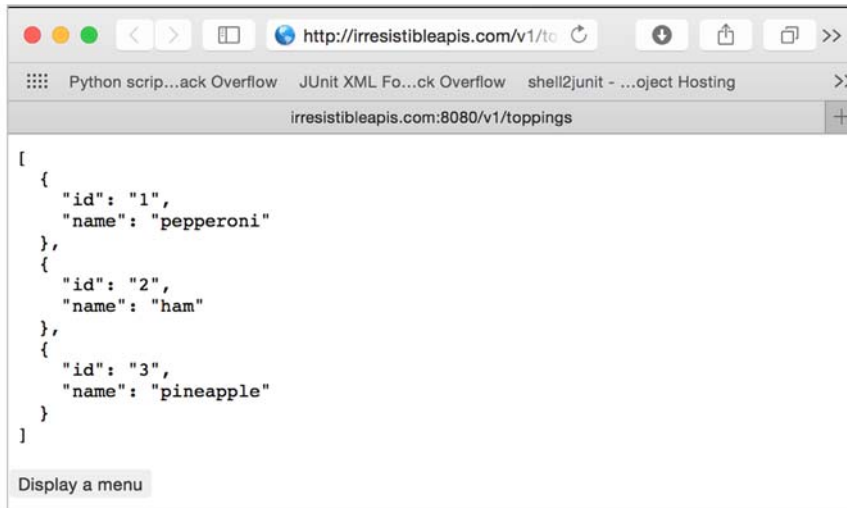 http://irresistibleapis.com/v1/to
>>
Python scrip...ack Overflow JUnit XML Fo...ck Overflow shell2junit - ...oject Hosting
irresistibleapis.com:8080/v1/toppings
+
[
  {
    "id": "1",
    "name": "pepperoni"
  },
  {
    "id": "2",
    "name": "ham"
  },
  {
    "id": "3",
    "name": "pineapple"
  }
]
Display a menu